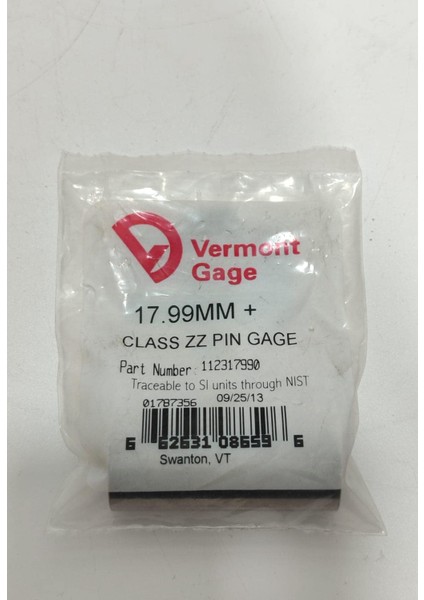 Vermont
Gage
17.99MM +
CLASS ZZ PIN GAGE
Part Number: 112317990
Traceable to SI units through NIST
01787356 09/25/13
6 62631 08659 6
Swanton, VT